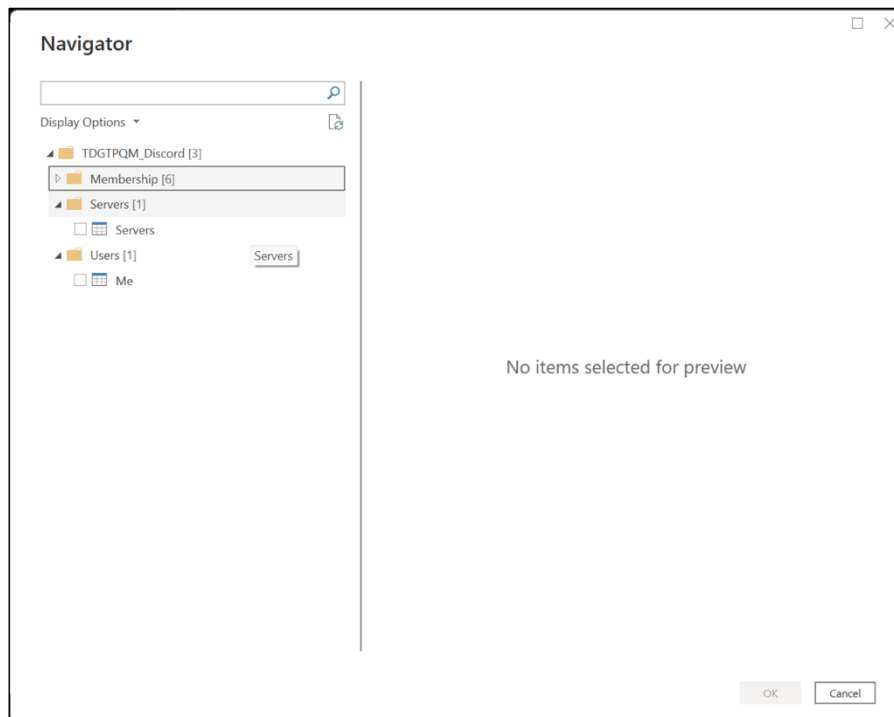 Navigator
Display Options
TDGTPQM_Discord [3]
Membership [6]
Servers [1]
Servers
Users [1]
Servers
Me
No items selected for preview
OK
Cancel